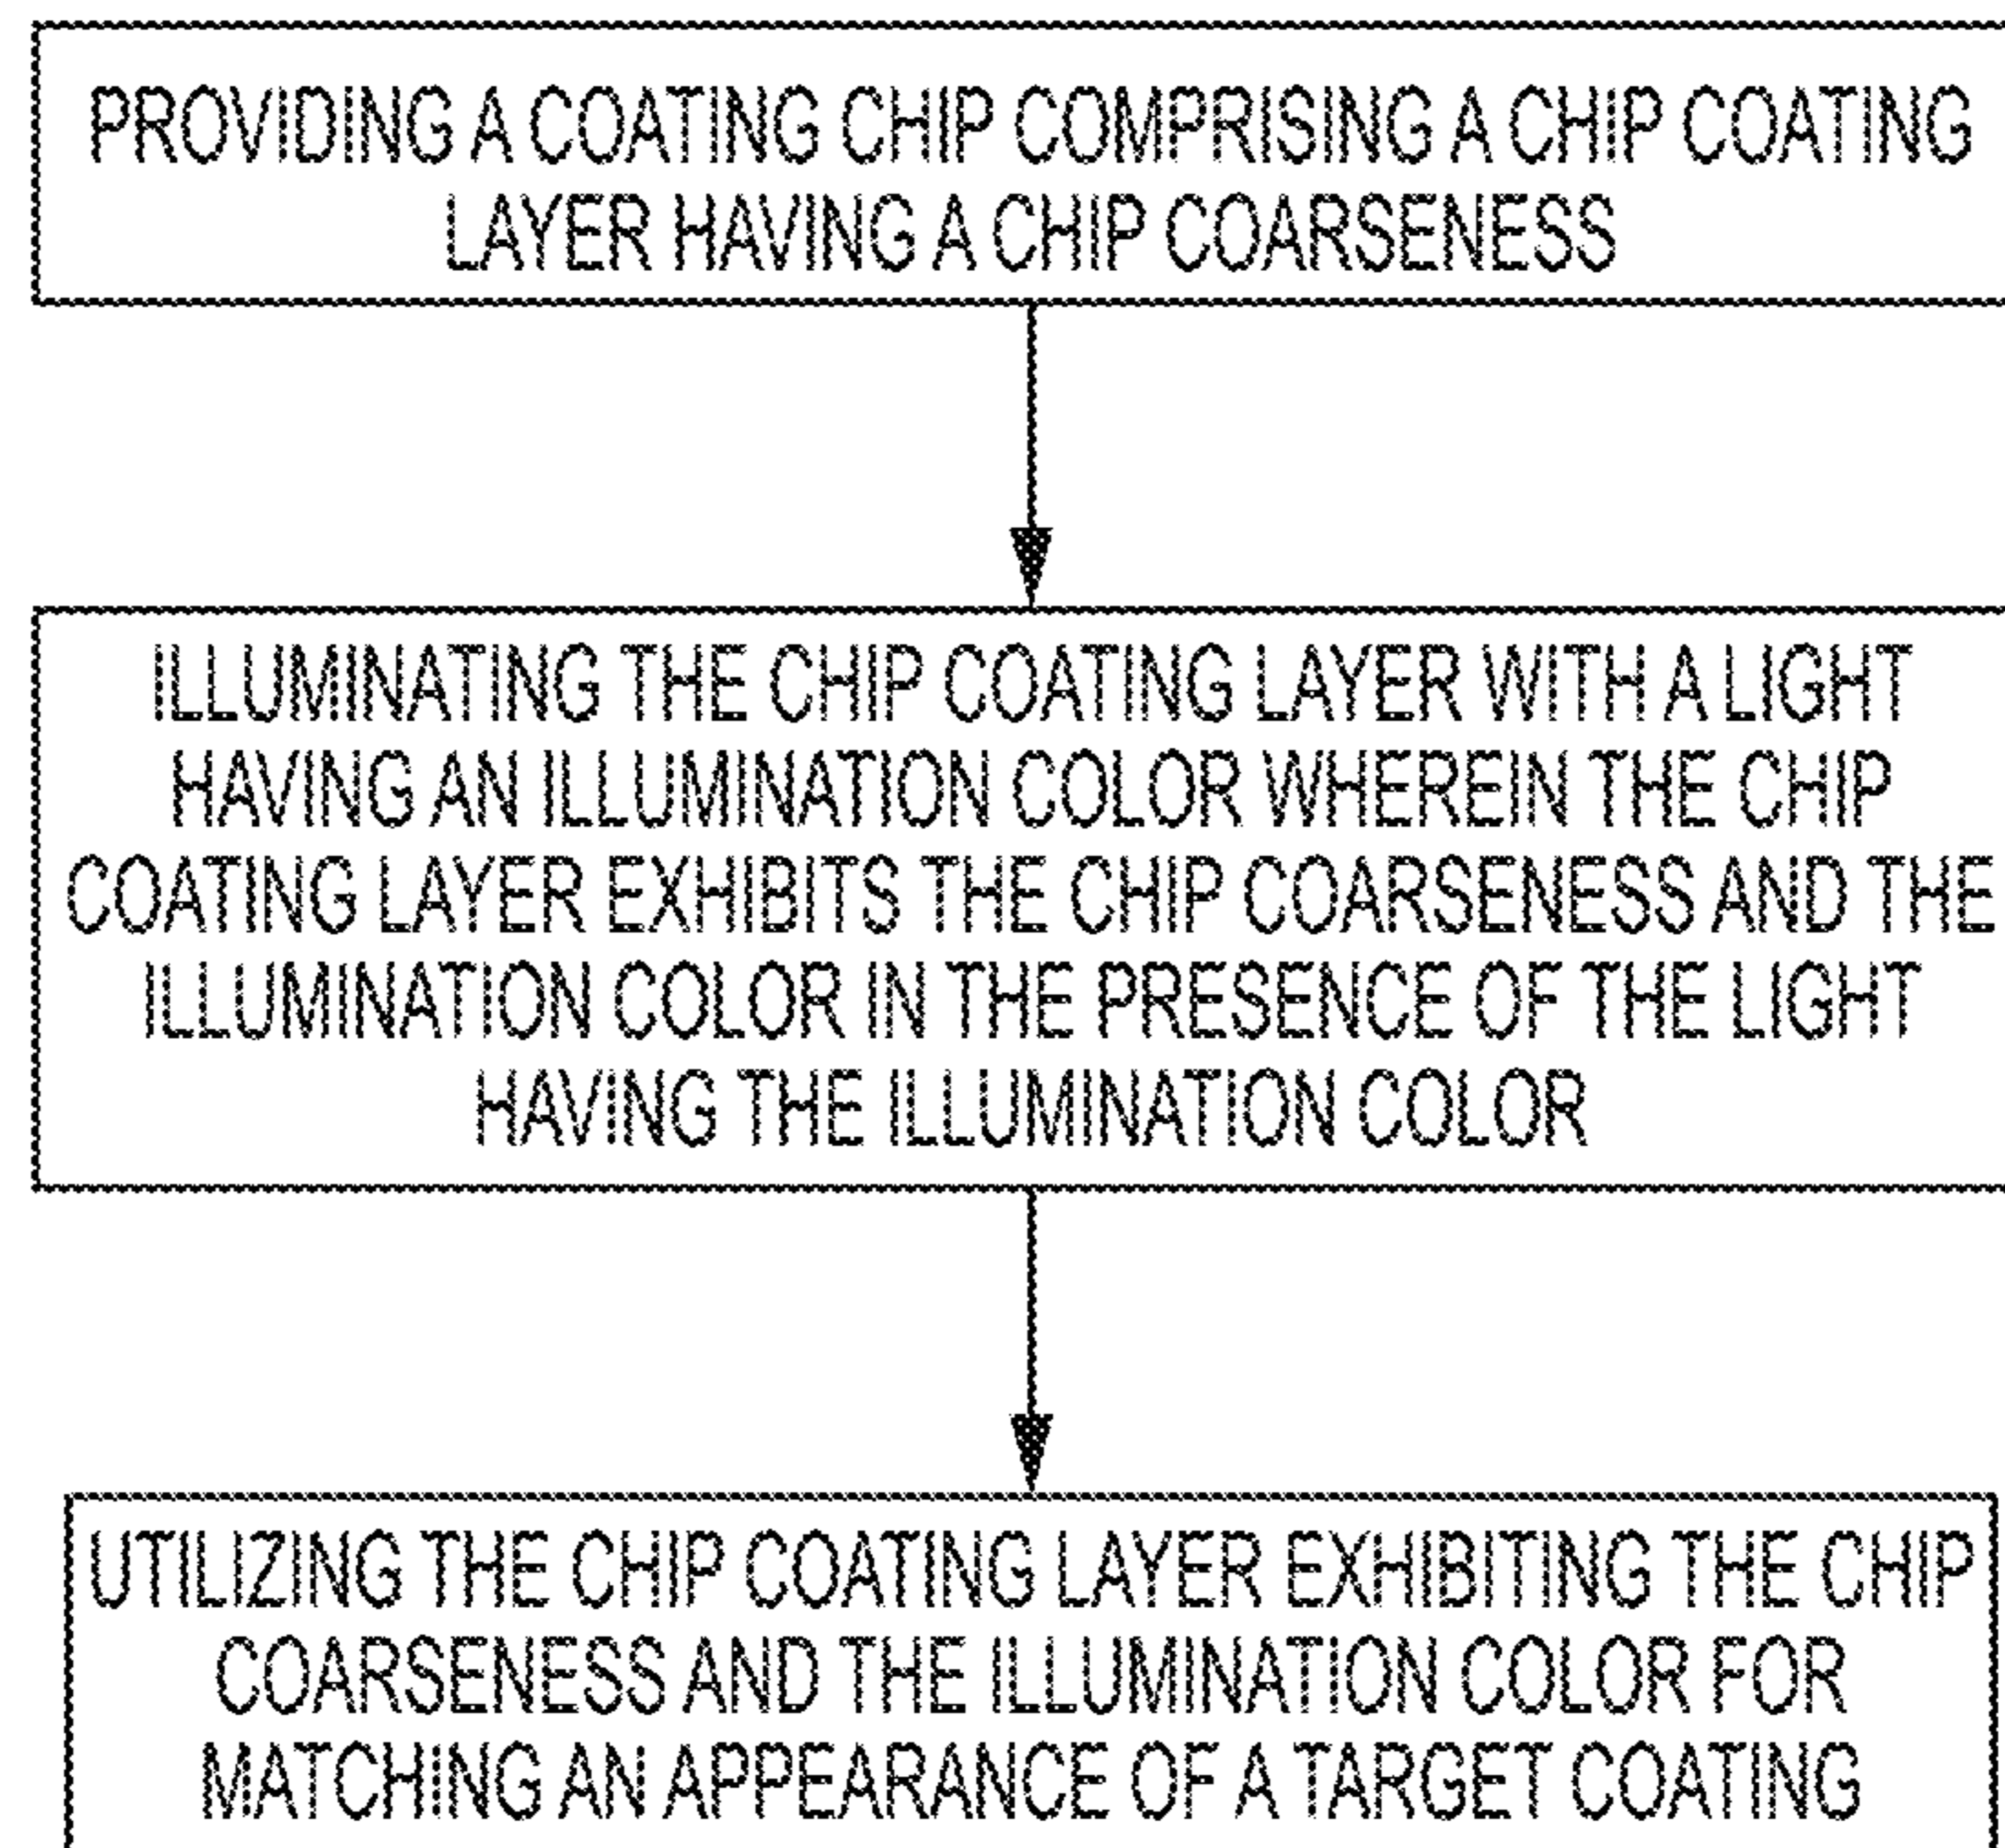 PROVIDING A COATING CHIP COMPRISING A CHIP COATING
LAYER HAVING A CHIP COARSENESS
ILLUMINATING THE CHIP COATING LAYER WITH A LIGHT
HAVING AN ILLUMINATION COLOR WHEREIN THE CHIP
COATING LAYER EXHIBITS THE CHIP COARSENESS AND THE
ILLUMINATION COLOR IN THE PRESENCE OF THE LIGHT
HAVING THE ILLUMINATION COLOR
UTILIZING THE CHIP COATING LAYER EXHIBITING THE CHIP
COARSENESS AND THE ILLUMINATION COLOR FOR
MATCHING AN APPEARANCE OF A TARGET COATING